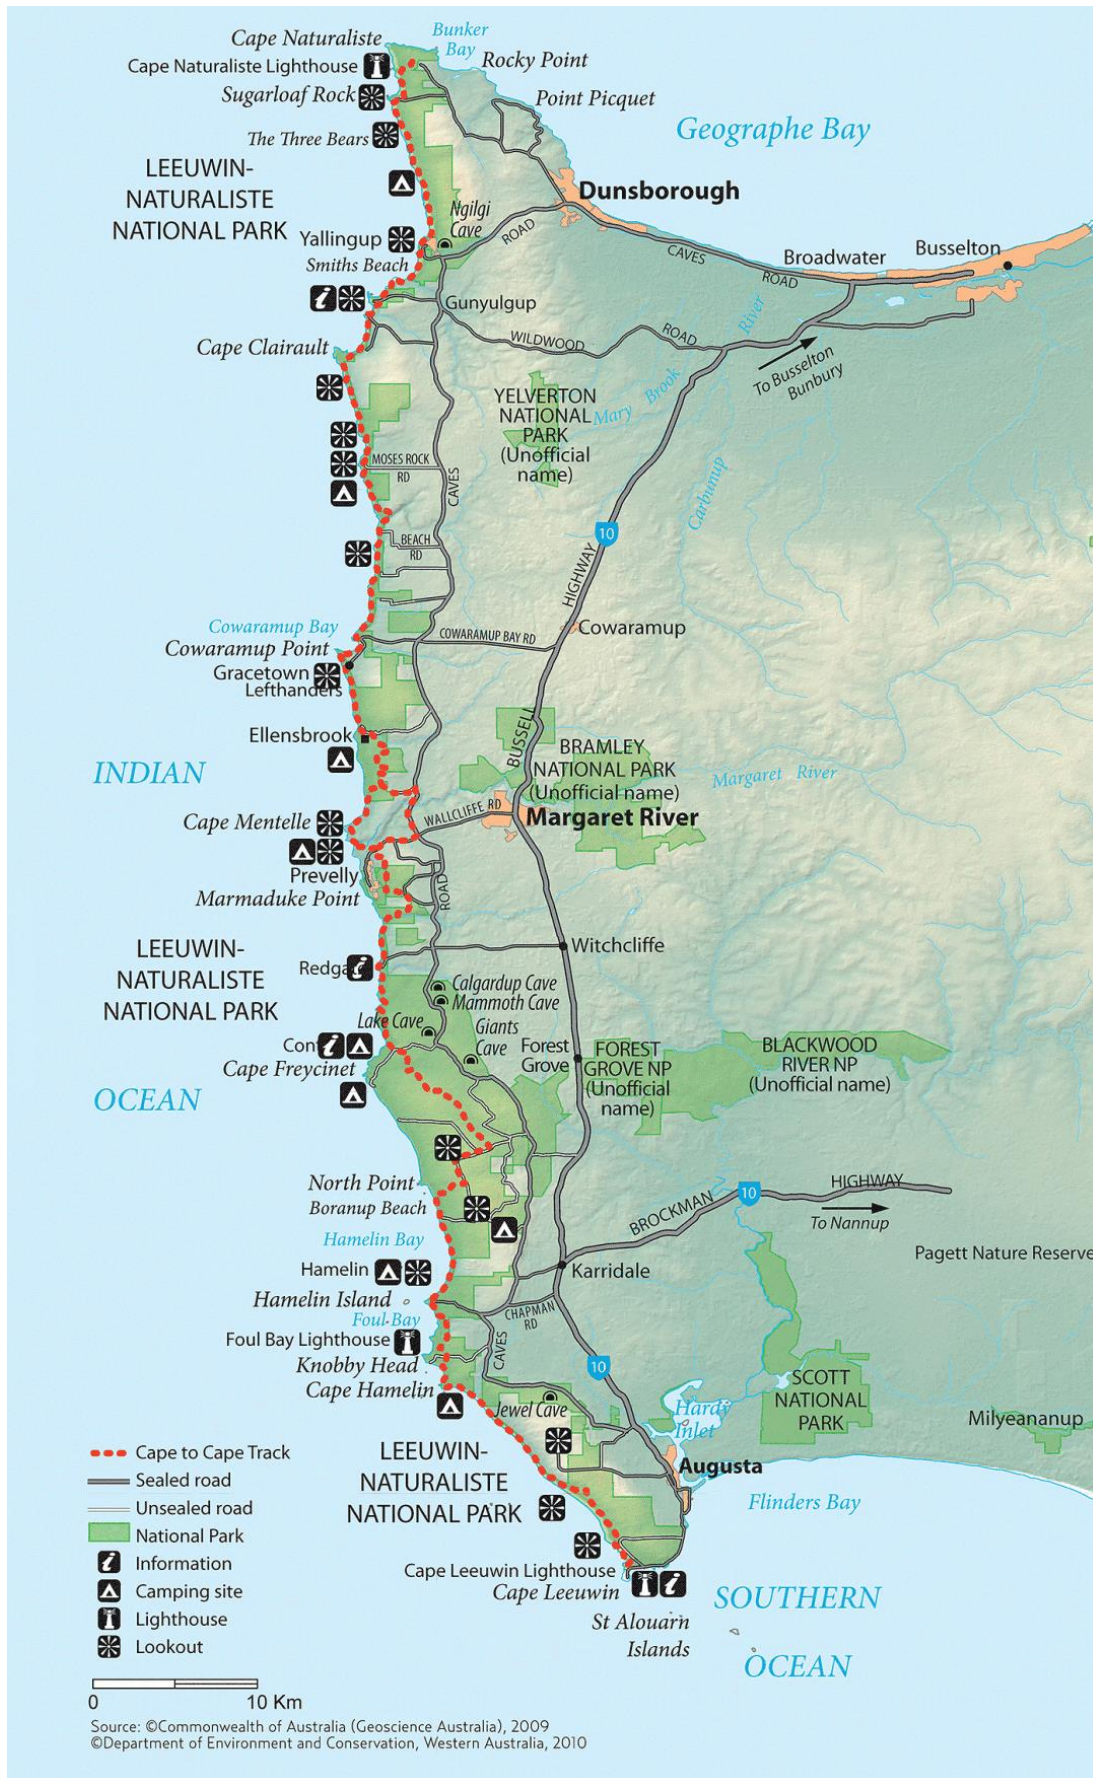 Cape Naturaliste
Bunker
Bay
Cape Naturaliste Lighthouse
Rocky Point
Sugarloaf Rock
Point Picquet
The Three Bears
Geographe Bay
LEEUWIN-
NATURALISTE
NATIONAL PARK
Dunsborough
Ngilgi
Cave
ROAD
Yallingup
Smiths Beach
CAVES
ROAD
Broadwater
Busselton
Gunyulgup
River
WILDWOOD
ROAD
Cape Clairault
To Busselton
Bunbury
YELVERTON
NATIONAL
PARK
(Unofficial
name)
Mary Brook
MOSES ROCK
RD
CAVES
Carbunup
BEACH
RD
10
HIGHWAY
Cowaramup Bay
Cowaramup Point
COWARAMUP BAY RD
Cowaramup
Gracetown
Lefthanders
Ellensbrook
BUSSELL
INDIAN
BRAMLEY
NATIONAL PARK
(Unofficial name)
Margaret River
Cape Mentelle
WALLCLIFFE RD
Margaret River
Prevelly
Marmaduke Point
ROAD
LEEUWIN-
NATURALISTE
NATIONAL PARK
Witchcliffe
Calgardup Cave
Mammoth Cave
Lake Cave
Giants
Cave
Cape Freycinet
Forest
Grove
FOREST
GROVE NP
(Unofficial
name)
BLACKWOOD
RIVER NP
(Unofficial name)
OCEAN
North Point
Boranup Beach
BROCKMAN
10
HIGHWAY
To Nannup
Hamelin Bay
Pagett Nature Reserve
Hamelin
Karridale
Hamelin Island
Foul Bay
CHAPMAN
RD
Foul Bay Lighthouse
CAVES
Knobby Head
Cape Hamelin
10
SCOTT
NATIONAL
PARK
Jewel Cave
Hardy
Inlet
Milyeananup
LEEUWIN-
NATURALISTE
NATIONAL PARK
Augusta
Flinders Bay
Cape Leeuwin Lighthouse
Cape Leeuwin
St Alouarn
Islands
SOUTHERN
OCEAN
Cape to Cape Track
Sealed road
Unsealed road
National Park
Information
Camping site
Lighthouse
Lookout
0 10 Km
Source: ©Commonwealth of Australia (Geoscience Australia), 2009
©Department of Environment and Conservation, Western Australia, 2010